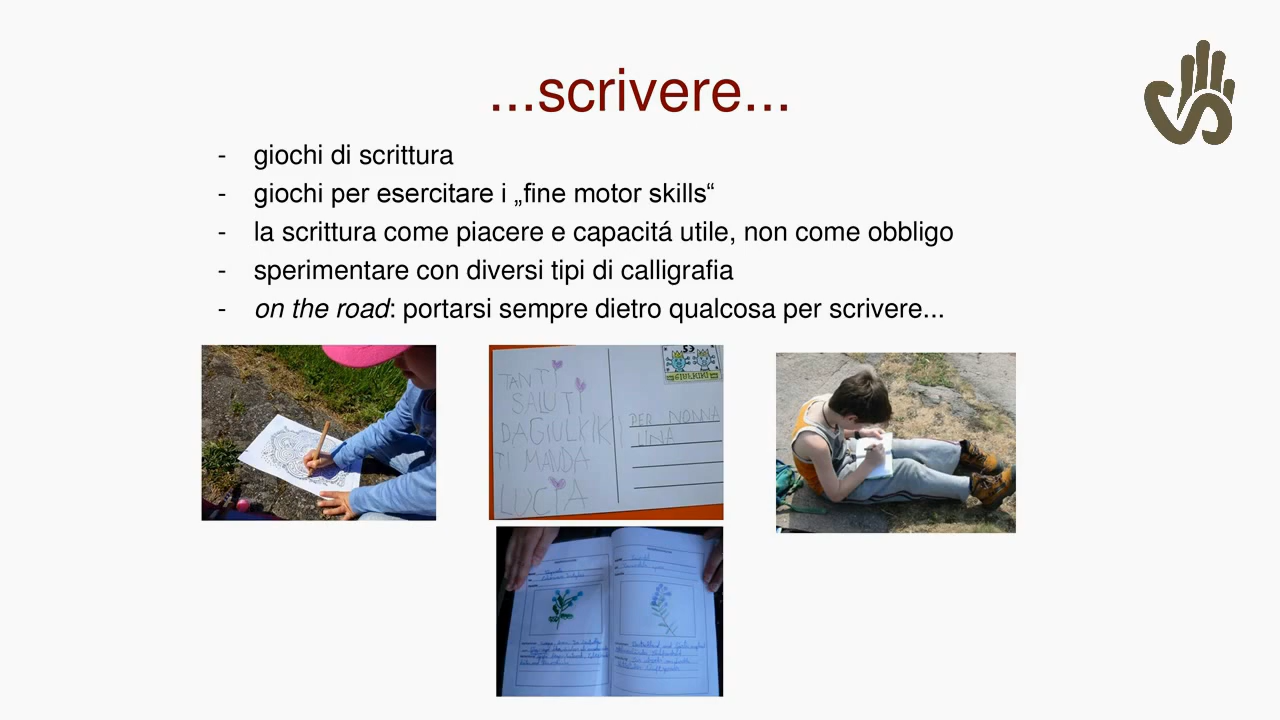 ...scrivere...
- giochi di scrittura
- giochi per esercitare i „fine motor skills“
- la scrittura come piacere e capacitá utile, non come obbligo
- sperimentare con diversi tipi di calligrafia
- on the road: portarsi sempre dietro qualcosa per scrivere...
TANTI
SALUTI
DA GIULKIK
TI MANDA
LUCIA
53
PER NONNA